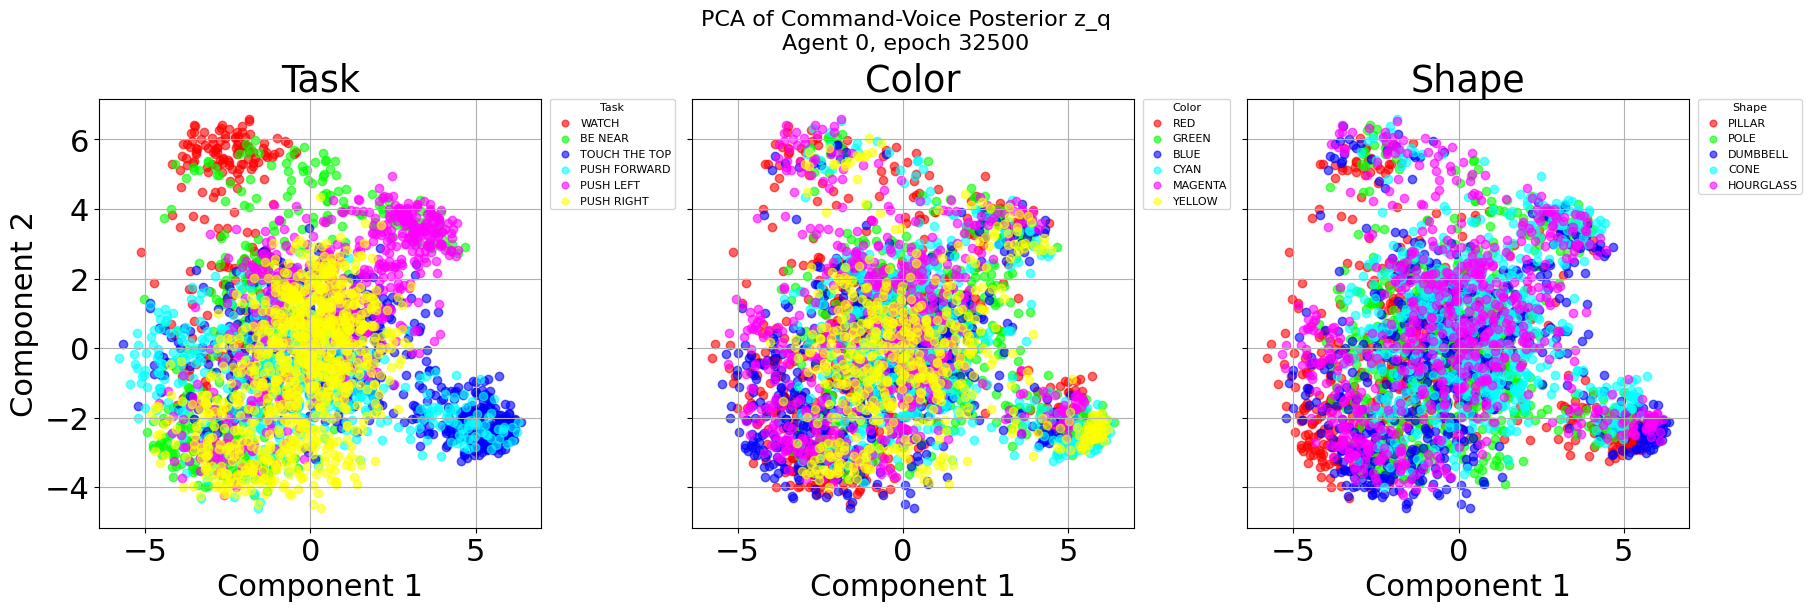 PCA of Command-Voice Posterior z_q
Agent 0, epoch 32500
Task
Color
Shape
Component 2
6
4
2
0
−2
−4
−5 0 5
Component 1
−5 0 5
Component 1
−5 0 5
Component 1
Task
WATCH
BE NEAR
TOUCH THE TOP
PUSH FORWARD
PUSH LEFT
PUSH RIGHT
Color
RED
GREEN
BLUE
CYAN
MAGENTA
YELLOW
Shape
PILLAR
POLE
DUMBBELL
CONE
HOURGLASS